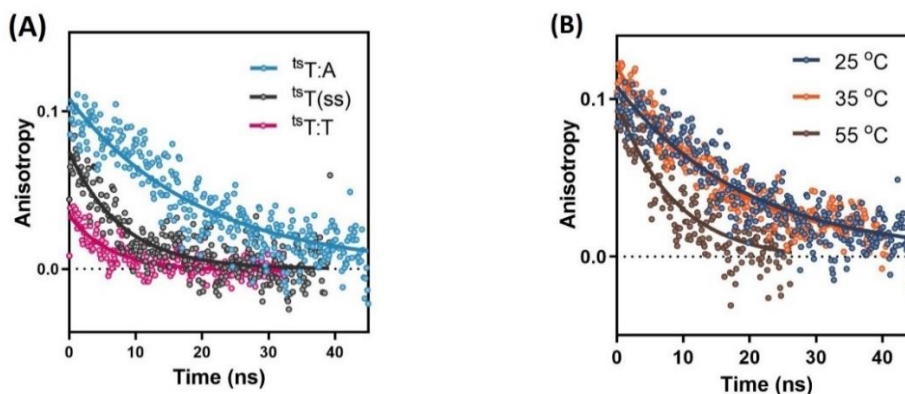 (A)
Anisotropy
0.1
0.0
tsT:A
tsT(ss)
tsT:T
0 10 20 30 40
Time (ns)
(B)
Anisotropy
0.1
0.0
25 °C
35 °C
55 °C
0 10 20 30 40
Time (ns)